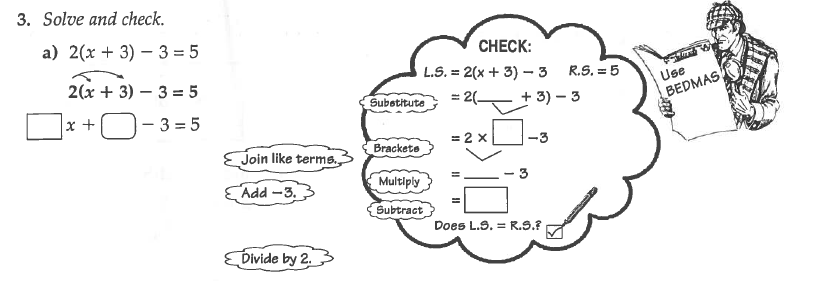 3. Solve and check.
a) 2(x + 3) − 3 = 5
2(x + 3) − 3 = 5
x + − 3 = 5
Join like terms.
Add −3.
Divide by 2.
CHECK:
L.S. = 2(x + 3) − 3 R.S. = 5
Substitute = 2(___ + 3) − 3
Brackets = 2 × −3
Multiply = ___ − 3
Subtract =
Does L.S. = R.S.?
Use
BEDMAS